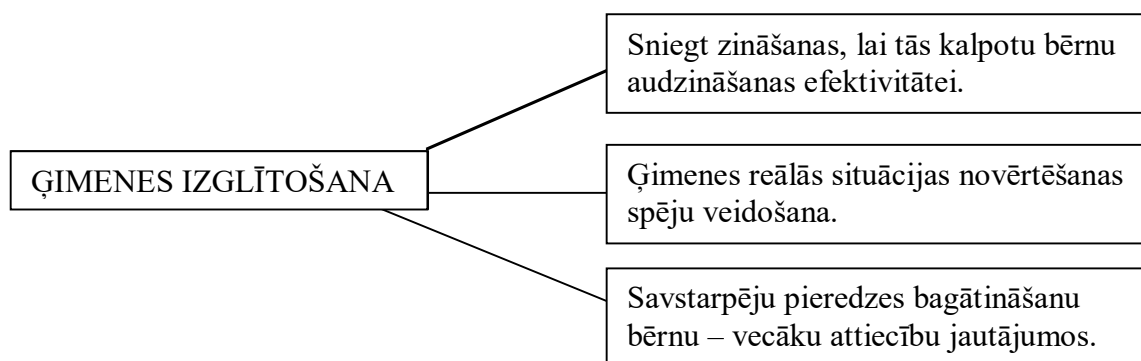 Sniegt zināšanas, lai tās kalpotu bērnu
audzināšanas efektivitātei.
ĢIMENES IZGLĪTOŠANA
Ģimenes reālās situācijas novērtēšanas
spēju veidošana.
Savstarpēju pieredzes bagātināšanu
bērnu – vecāku attiecību jautājumos.